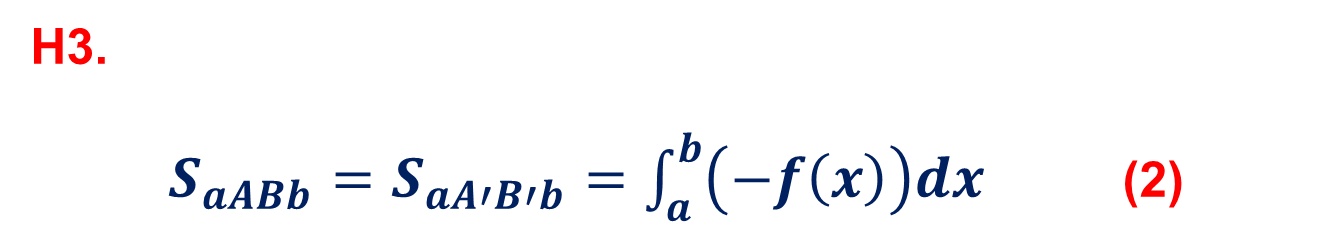 H3.
S_{aABb} = S_{aA'B'b} = ∫_a^b (−f(x))dx (2)